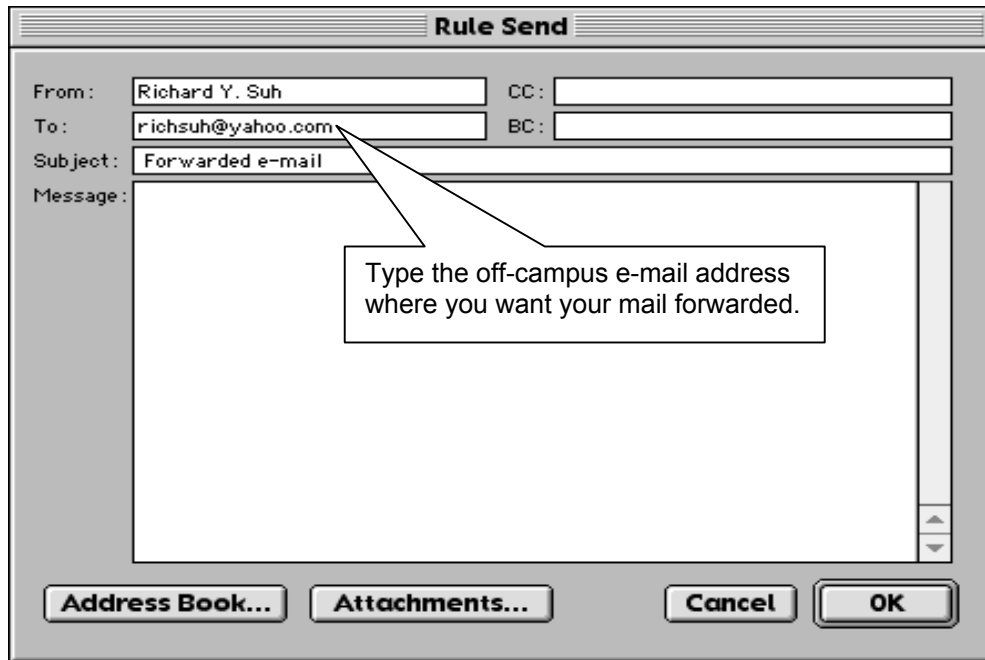 Rule Send
From: Richard Y. Suh CC:
To: richsuh@yahoo.com BC:
Subject: Forwarded e-mail
Message:
Type the off-campus e-mail address
where you want your mail forwarded.
Address Book... Attachments... Cancel OK